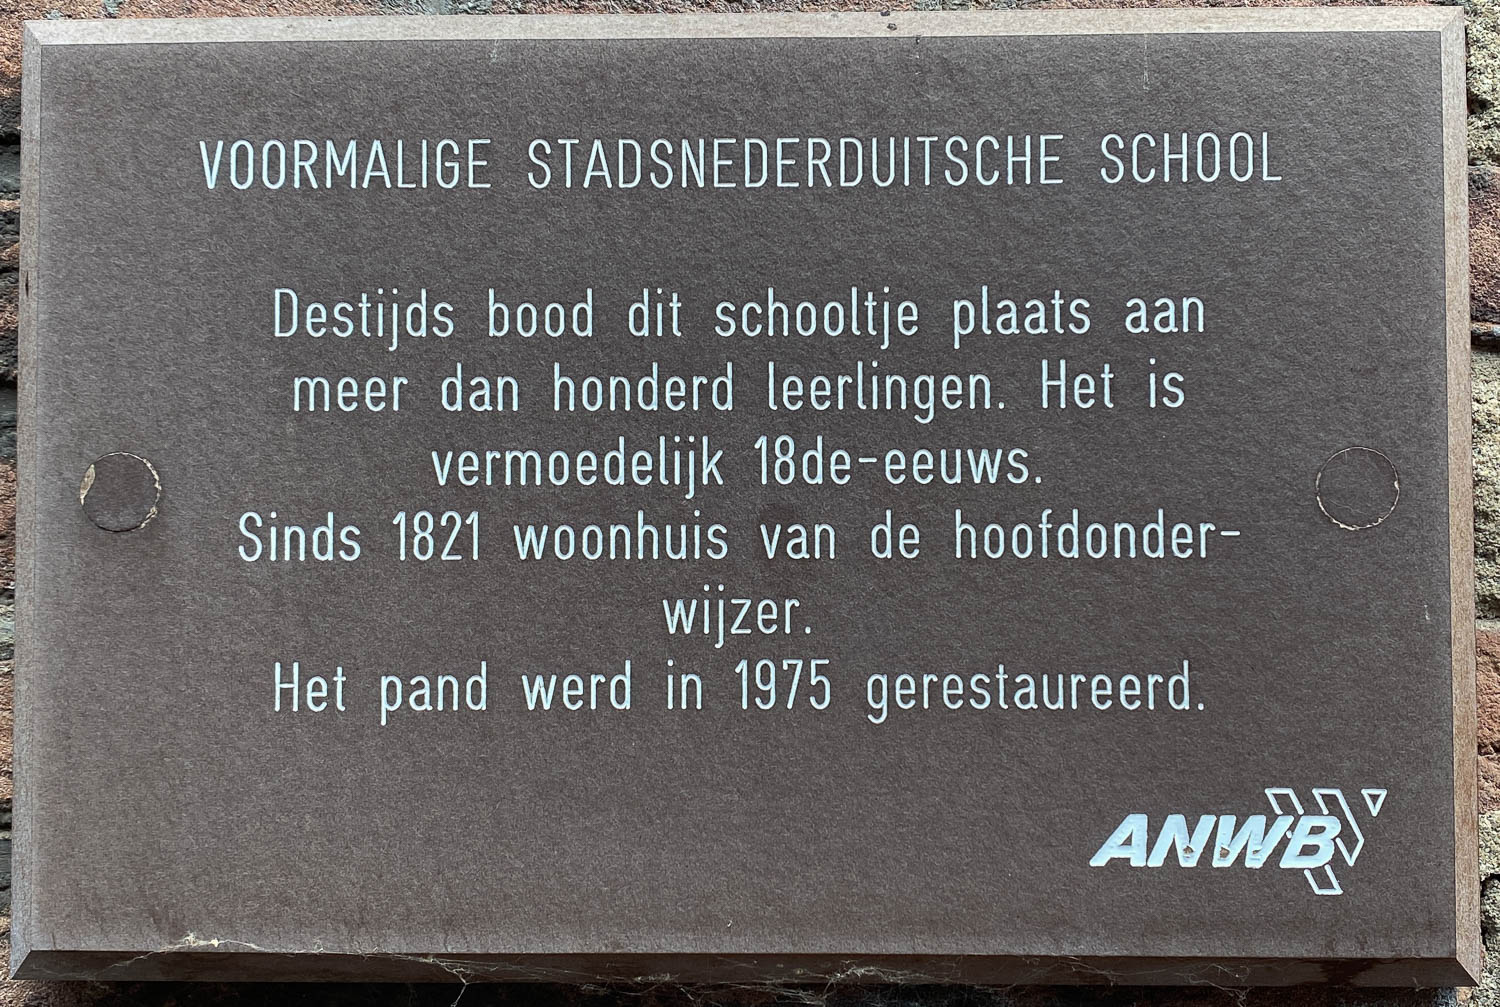 VOORMALIGE STADSNEDERDUITSCHE SCHOOL
Destijds bood dit schooltje plaats aan
meer dan honderd leerlingen. Het is
vermoedelijk 18de-eeuws.
Sinds 1821 woonhuis van de hoofdonder-
wijzer.
Het pand werd in 1975 gerestaureerd.
ANWB